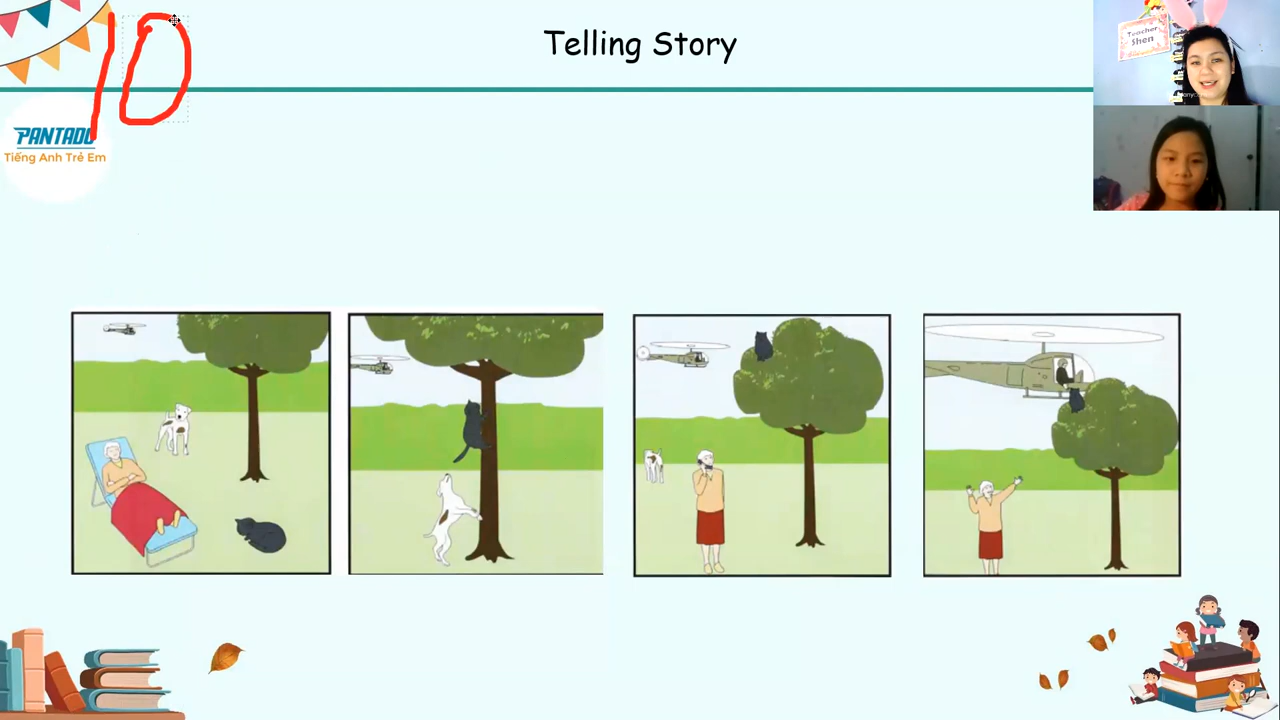 10
Telling Story
Teacher
Shen
PANTADO
Tiếng Anh Trẻ Em